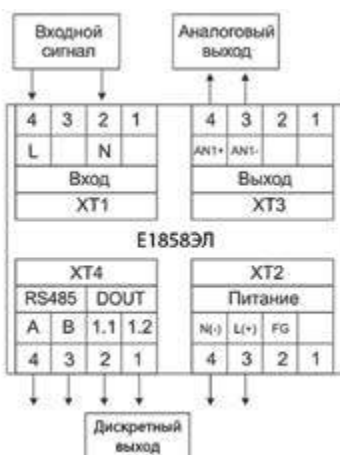 Входной
сигнал
Аналоговый
выход
4 3 2 1
L N
Вход
XT1
4 3 2 1
AN1+ AN1-
Выход
XT3
Е1858ЭЛ
XT4
RS485 DOUT
A B 1.1 1.2
4 3 2 1
XT2
Питание
N(-) L(+) FG
4 3 2 1
Дискретный
выход